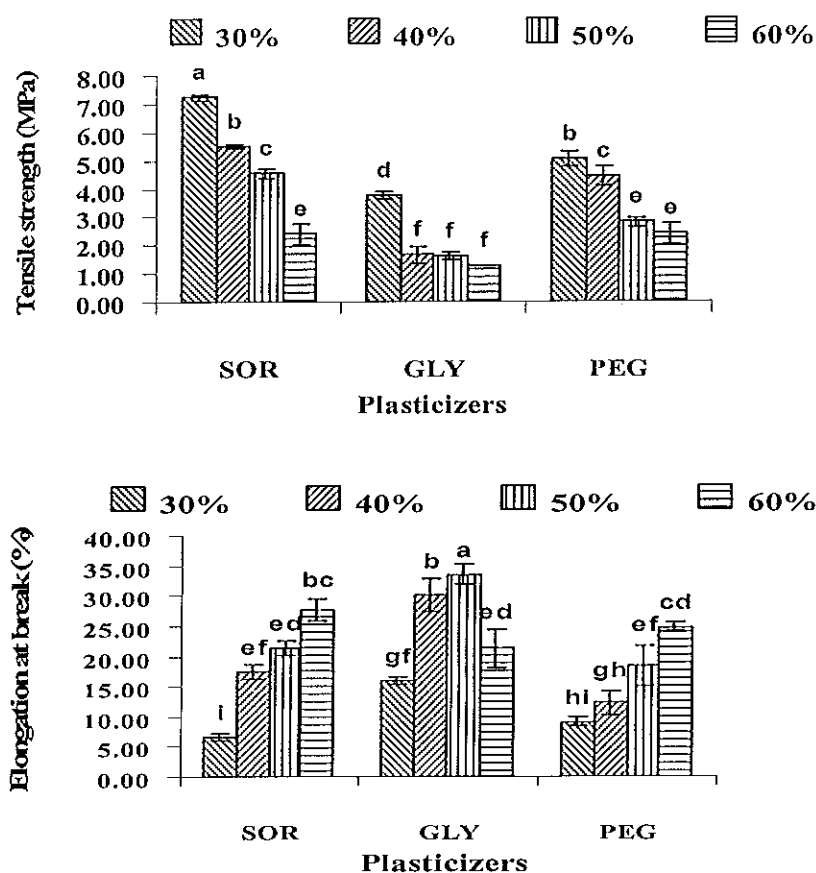 30% 40% 50% 60%
8.00
7.00
6.00
5.00
4.00
3.00
2.00
1.00
0.00
Tensile strength (MPa)
a b c e
d f f f
b c e e
SOR GLY PEG
Plasticizers
30% 40% 50% 60%
40.00
35.00
30.00
25.00
20.00
15.00
10.00
5.00
0.00
Elongation at break (%)
i ef ed bc
gf b a ed
hi gh ef cd
SOR GLY PEG
Plasticizers